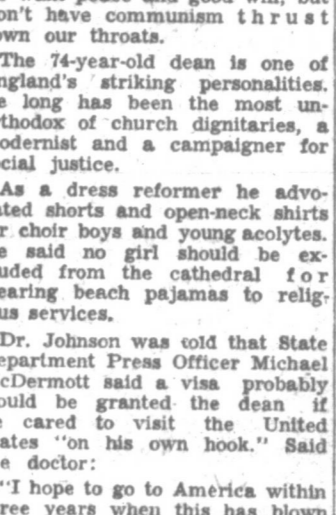 don't have communism thrust
own our throats.
The 74-year-old dean is one of
ngland's striking personalities.
e long has been the most un-
thodox of church dignitaries, a
odernist and a campaigner for
cial justice.
As a dress reformer he advo-
ated shorts and open-neck shirts
r choir boys and young acolytes.
e said no girl should be ex-
uded from the cathedral for
earing beach pajamas to relig-
us services.
Dr. Johnson was told that State
epartment Press Officer Michael
cDermott said a visa probably
ould be granted the dean if
e cared to visit the United
ates "on his own hook." Said
e doctor:
"I hope to go to America within
ree years when this has blown